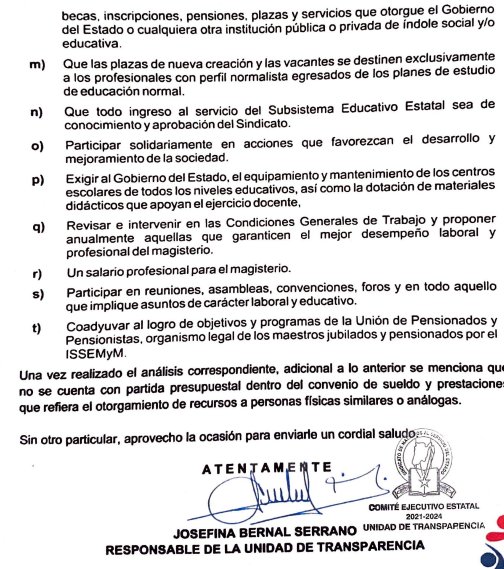 becas, inscripciones, pensiones, plazas y servicios que otorgue el Gobierno
del Estado o cualquiera otra institución pública o privada de índole social y/o
educativa.
m) Que las plazas de nueva creación y las vacantes se destinen exclusivamente
a los profesionales con perfil normalista egresados de los planes de estudio
de educación normal.
n) Que todo ingreso al servicio del Subsistema Educativo Estatal sea de
conocimiento y aprobación del Sindicato.
o) Participar solidariamente en acciones que favorezcan el desarrollo y
mejoramiento de la sociedad.
p) Exigir al Gobierno del Estado, el equipamiento y mantenimiento de los centros
escolares de todos los niveles educativos, así como la dotación de materiales
didácticos que apoyan el ejercicio docente,
q) Revisar e intervenir en las Condiciones Generales de Trabajo y proponer
anualmente aquellas que garanticen el mejor desempeño laboral y
profesional del magisterio.
r) Un salario profesional para el magisterio.
s) Participar en reuniones, asambleas, convenciones, foros y en todo aquello
que implique asuntos de carácter laboral y educativo.
t) Coadyuvar al logro de objetivos y programas de la Unión de Pensionados y
Pensionistas, organismo legal de los maestros jubilados y pensionados por el
ISSEMyM.
Una vez realizado el análisis correspondiente, adicional a lo anterior se menciona que
no se cuenta con partida presupuestal dentro del convenio de sueldo y prestaciones
que refiera el otorgamiento de recursos a personas físicas similares o análogas.
Sin otro particular, aprovecho la ocasión para enviarle un cordial saludo
ATENTAMENTE
COMITÉ EJECUTIVO ESTATAL
2021-2024
UNIDAD DE TRANSPARENCIA
JOSEFINA BERNAL SERRANO
RESPONSABLE DE LA UNIDAD DE TRANSPARENCIA